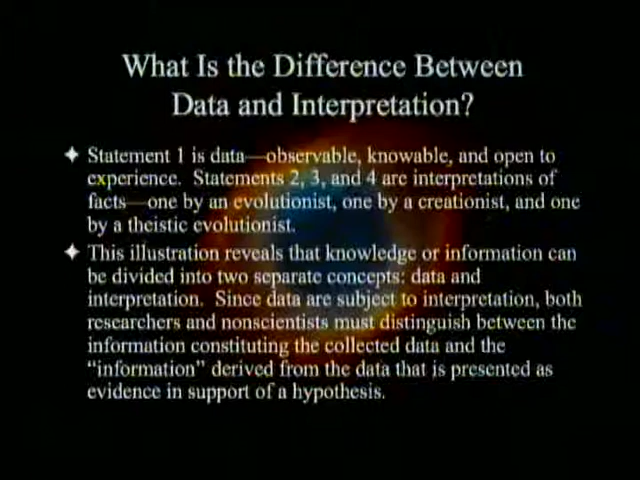 What Is the Difference Between
Data and Interpretation?
Statement 1 is data—observable, knowable, and open to
experience. Statements 2, 3, and 4 are interpretations of
facts—one by an evolutionist, one by a creationist, and one
by a theistic evolutionist.
This illustration reveals that knowledge or information can
be divided into two separate concepts: data and
interpretation. Since data are subject to interpretation, both
researchers and nonscientists must distinguish between the
information constituting the collected data and the
“information” derived from the data that is presented as
evidence in support of a hypothesis.